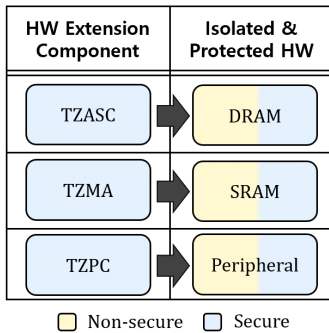 HW Extension
Component
Isolated &
Protected HW
TZASC
DRAM
TZMA
SRAM
TZPC
Peripheral
Non-secure
Secure